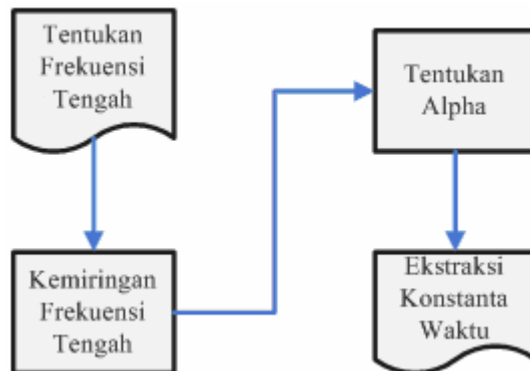 Tentukan
Frekuensi
Tengah
Kemiringan
Frekuensi
Tengah
Tentukan
Alpha
Ekstraksi
Konstanta
Waktu